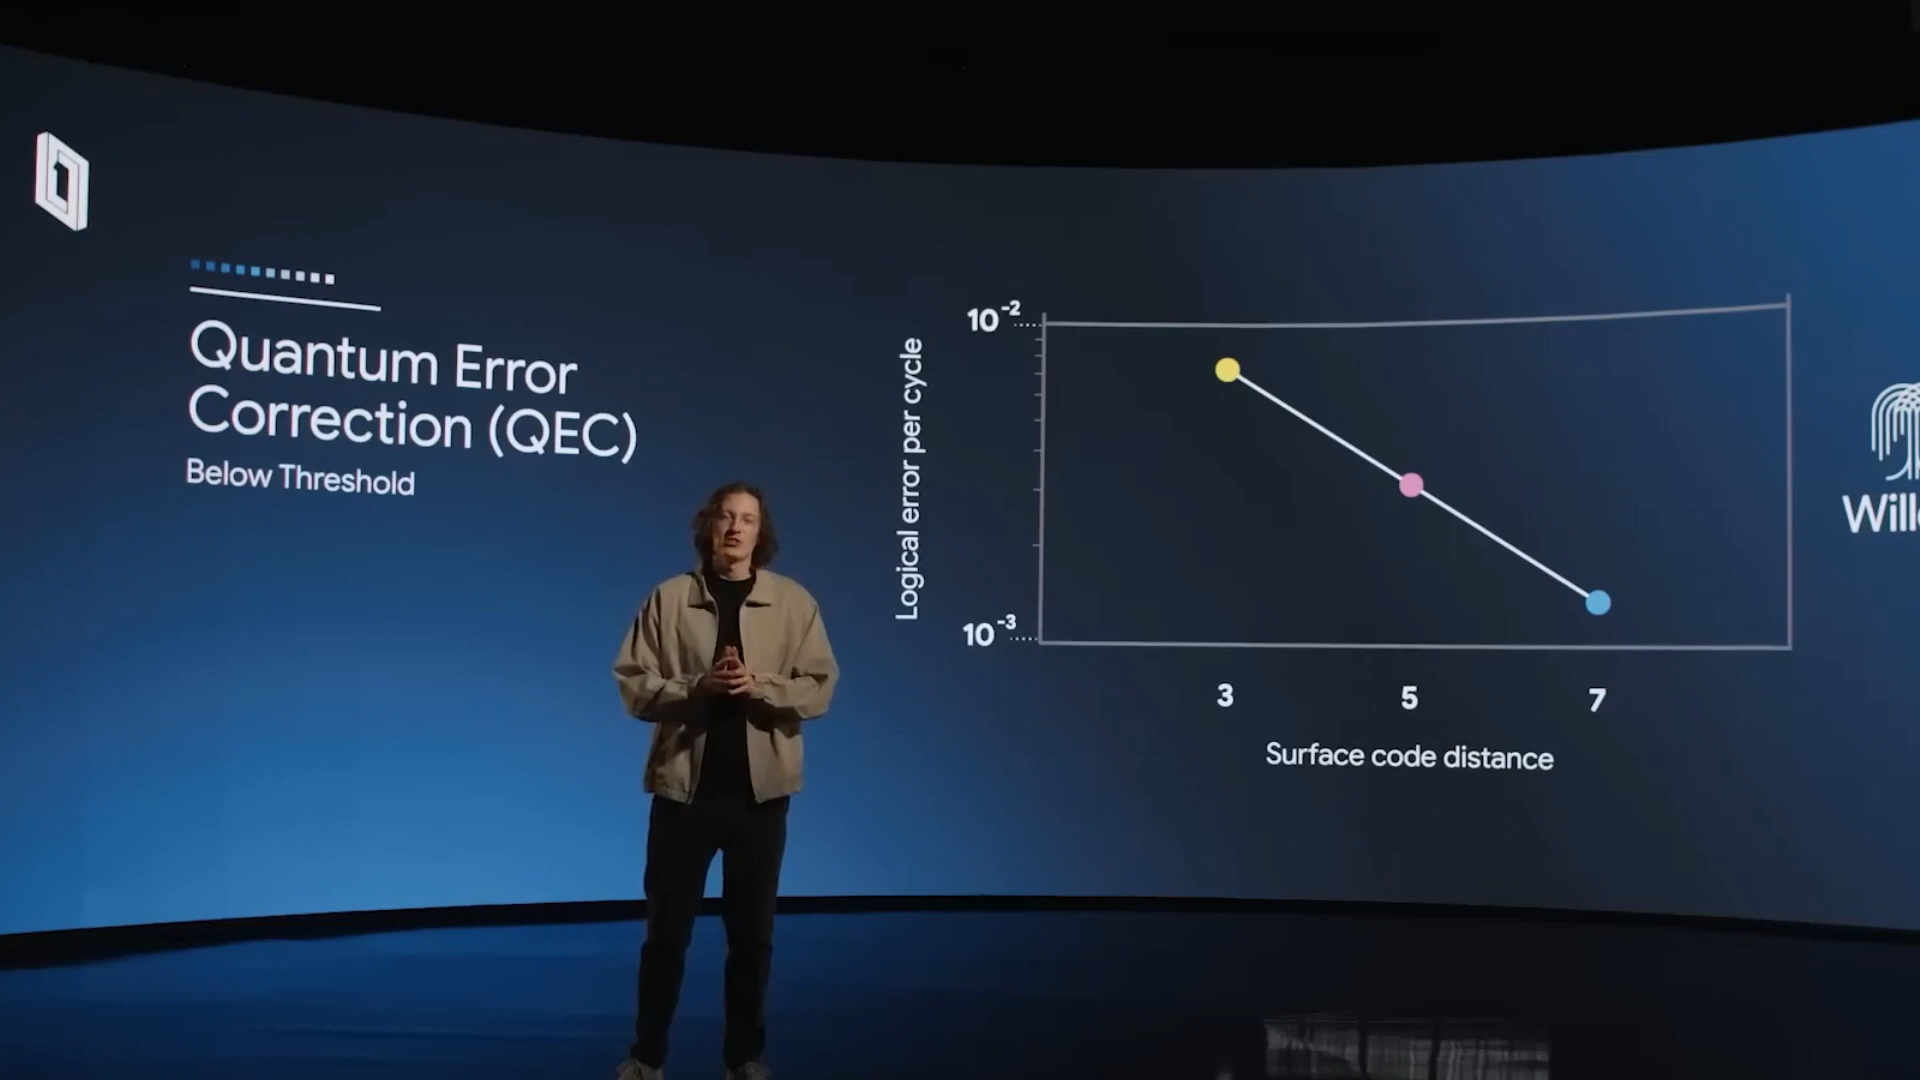 Quantum Error
Correction (QEC)
Below Threshold
Logical error per cycle
10⁻²
10⁻³
3
5
7
Surface code distance